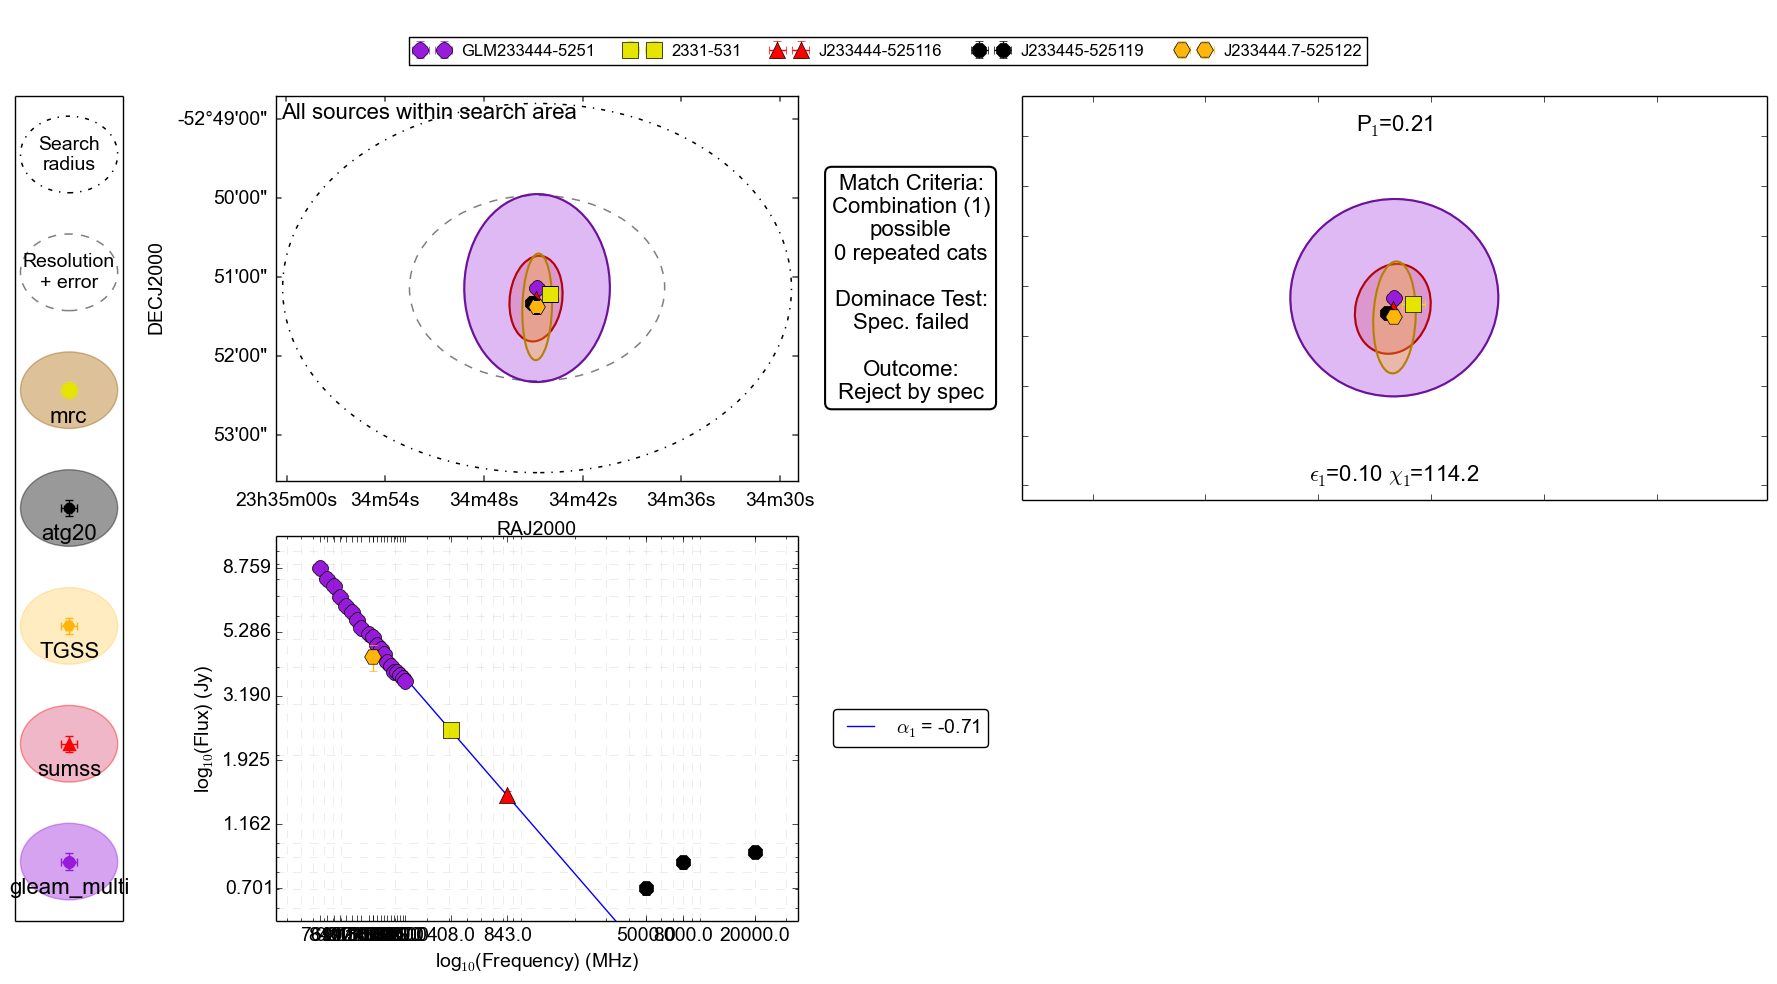 GLM233444-5251 2331-531 J233444-525116 J233445-525119 J233444.7-525122
Search
radius
Resolution
+ error
mrc
atg20
TGSS
sumss
gleam_multi
All sources within search area
-52°49'00"
50'00"
51'00"
52'00"
53'00"
DECJ2000
23h35m00s 34m54s 34m48s 34m42s 34m36s 34m30s
RAJ2000
Match Criteria:
Combination (1)
possible
0 repeated cats
Dominace Test:
Spec. failed
Outcome:
Reject by spec
P1=0.21
ϵ1=0.10 χ1=114.2
8.759
5.286
3.190
1.925
1.162
0.701
log10(Flux) (Jy)
408.0 843.0 5000.0 8000.0 20000.0
log10(Frequency) (MHz)
α1 = -0.71